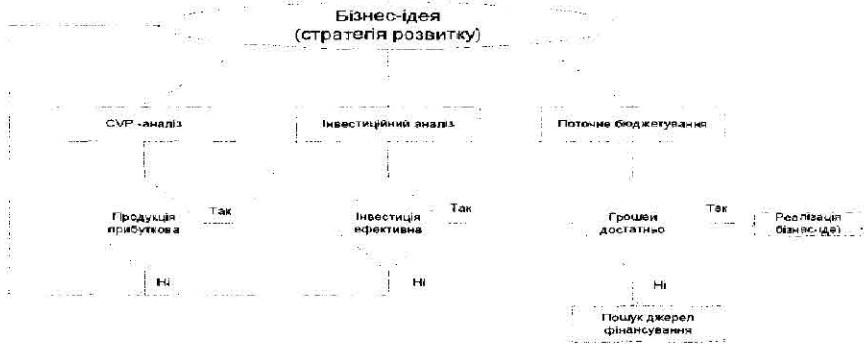 Бізнес-ідея
(стратегія розвитку)
CVP -аналіз
Інвестиційний аналіз
Поточне бюджетування
Продукція
прибуткова
Так
Інвестиція
ефективна
Так
Грошей
достатньо
Так
Реалізація
бізнес-ідеї
Ні
Ні
Ні
Пошук джерел
фінансування